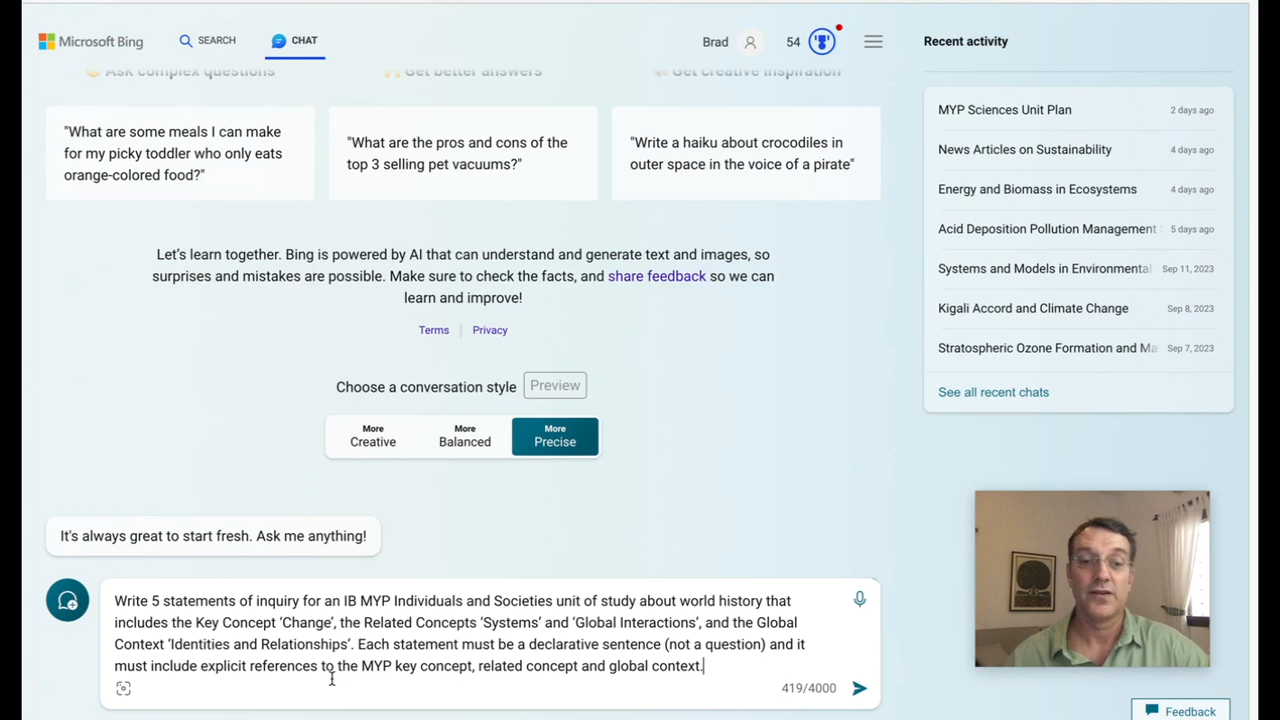 Microsoft Bing
SEARCH
CHAT
Brad
54
Ask complex questions
Get better answers
Get creative inspiration
"What are some meals I can make
for my picky toddler who only eats
orange-colored food?"
"What are the pros and cons of the
top 3 selling pet vacuums?"
"Write a haiku about crocodiles in
outer space in the voice of a pirate"
Let's learn together. Bing is powered by AI that can understand and generate text and images, so
surprises and mistakes are possible. Make sure to check the facts, and share feedback so we can
learn and improve!
Terms
Privacy
Choose a conversation style
Preview
More
Creative
More
Balanced
More
Precise
It's always great to start fresh. Ask me anything!
Write 5 statements of inquiry for an IB MYP Individuals and Societies unit of study about world history that
includes the Key Concept 'Change', the Related Concepts 'Systems' and 'Global Interactions', and the Global
Context 'Identities and Relationships'. Each statement must be a declarative sentence (not a question) and it
must include explicit references to the MYP key concept, related concept and global context.
419/4000
Recent activity
MYP Sciences Unit Plan 2 days ago
News Articles on Sustainability 4 days ago
Energy and Biomass in Ecosystems 4 days ago
Acid Deposition Pollution Management 5 days ago
Systems and Models in Environmental Sep 11, 2023
Kigali Accord and Climate Change Sep 8, 2023
Stratospheric Ozone Formation and Ma Sep 7, 2023
See all recent chats
Feedback